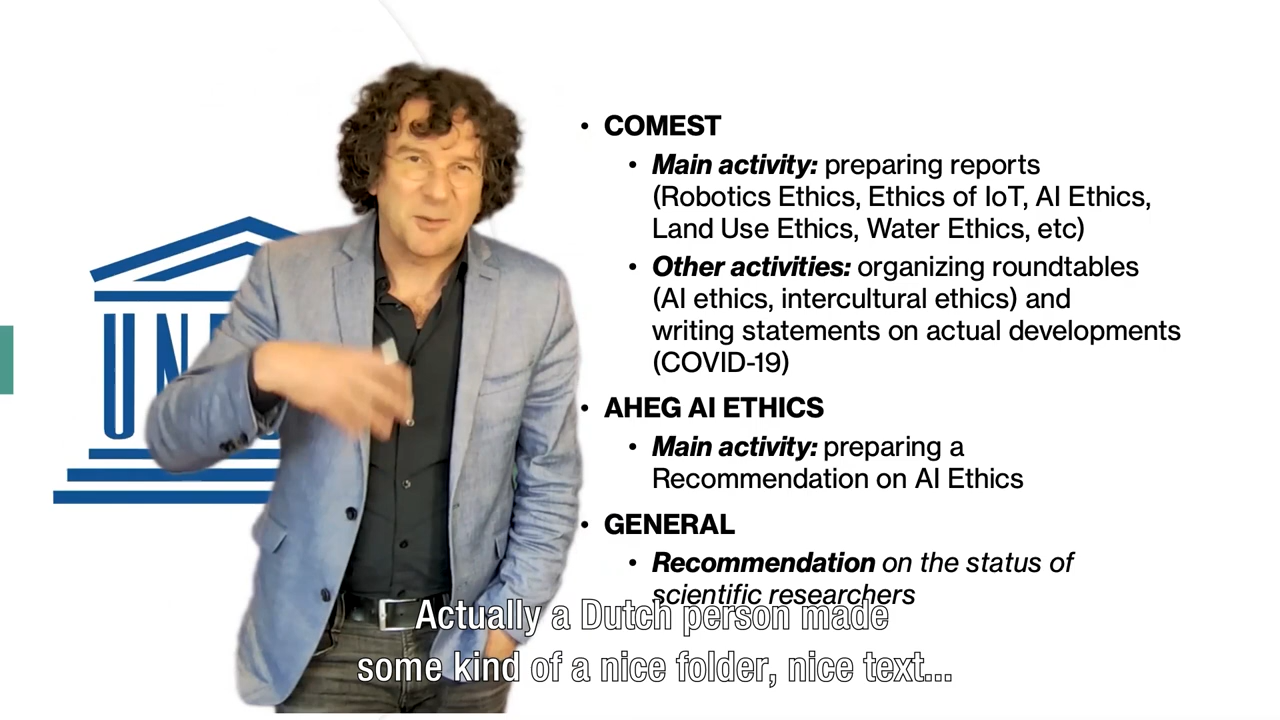 UN
• COMEST
• Main activity: preparing reports
(Robotics Ethics, Ethics of IoT, AI Ethics,
Land Use Ethics, Water Ethics, etc)
• Other activities: organizing roundtables
(AI ethics, intercultural ethics) and
writing statements on actual developments
(COVID-19)
• AHEG AI ETHICS
• Main activity: preparing a
Recommendation on AI Ethics
• GENERAL
• Recommendation on the status of
scientific researchers
Actually a Dutch person made
some kind of a nice folder, nice text...